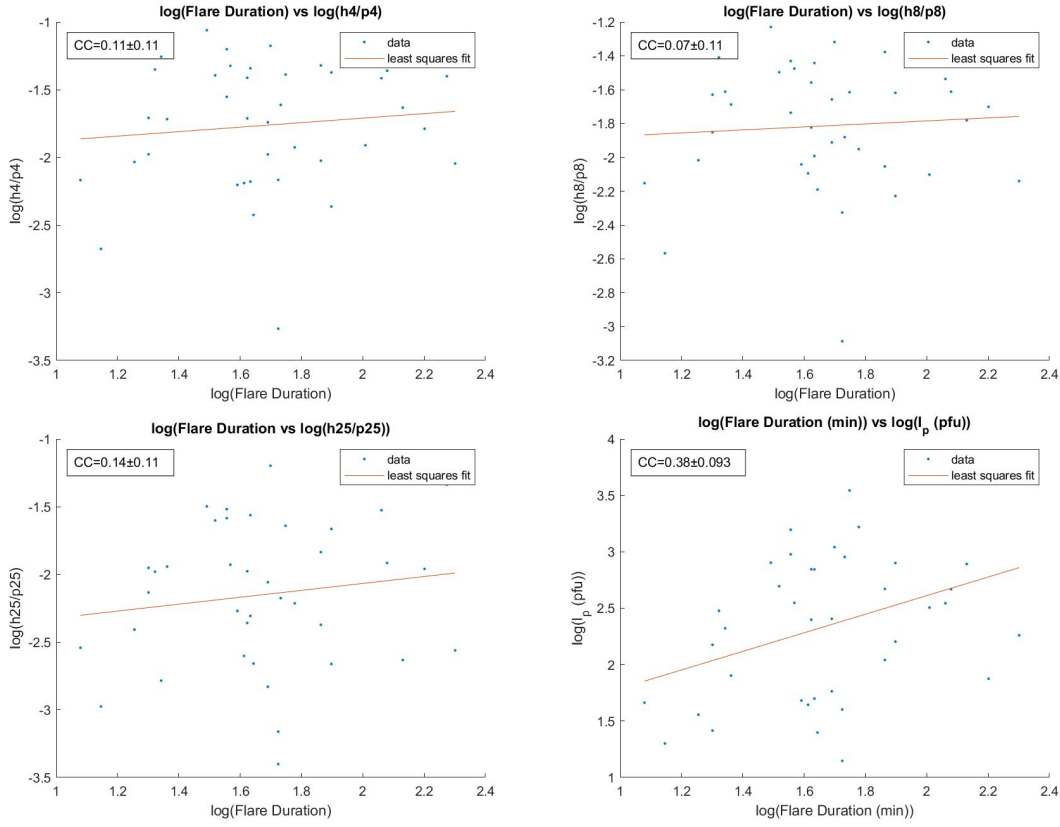 log(Flare Duration) vs log(h4/p4)
CC=0.11±0.11
data
least squares fit
-1
-1.5
-2
-2.5
-3
-3.5
log(h4/p4)
1 1.2 1.4 1.6 1.8 2 2.2 2.4
log(Flare Duration)
log(Flare Duration) vs log(h8/p8)
CC=0.07±0.11
data
least squares fit
-1.2
-1.4
-1.6
-1.8
-2
-2.2
-2.4
-2.6
-2.8
-3
-3.2
log(h8/p8)
1 1.2 1.4 1.6 1.8 2 2.2 2.4
log(Flare Duration)
log(Flare Duration vs log(h25/p25))
CC=0.14±0.11
data
least squares fit
-1
-1.5
-2
-2.5
-3
-3.5
log(h25/p25)
1 1.2 1.4 1.6 1.8 2 2.2 2.4
log(Flare Duration)
log(Flare Duration (min)) vs log(I_p (pfu))
CC=0.38±0.093
data
least squares fit
4
3.5
3
2.5
2
1.5
1
log(I_p (pfu))
1 1.2 1.4 1.6 1.8 2 2.2 2.4
log(Flare Duration (min))